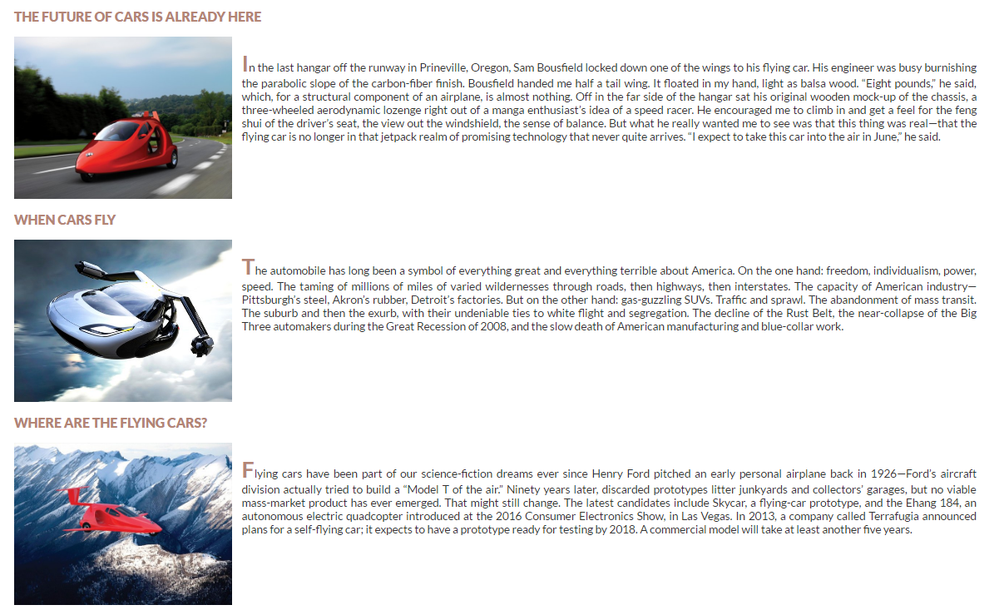 THE FUTURE OF CARS IS ALREADY HERE
In the last hangar off the runway in Prineville, Oregon, Sam Bousfield locked down one of the wings to his flying car. His engineer was busy burnishing
the parabolic slope of the carbon-fiber finish. Bousfield handed me half a tail wing. It floated in my hand, light as balsa wood. “Eight pounds,” he said,
which, for a structural component of an airplane, is almost nothing. Off in the far side of the hangar sat his original wooden mock-up of the chassis, a
three-wheeled aerodynamic lozenge right out of a manga enthusiast’s idea of a speed racer. He encouraged me to climb in and get a feel for the feng
shui of the driver’s seat, the view out the windshield, the sense of balance. But what he really wanted me to see was that this thing was real—that the
flying car is no longer in that jetpack realm of promising technology that never quite arrives. “I expect to take this car into the air in June,” he said.
WHEN CARS FLY
The automobile has long been a symbol of everything great and everything terrible about America. On the one hand: freedom, individualism, power,
speed. The taming of millions of miles of varied wildernesses through roads, then highways, then interstates. The capacity of American industry—
Pittsburgh’s steel, Akron’s rubber, Detroit’s factories. But on the other hand: gas-guzzling SUVs. Traffic and sprawl. The abandonment of mass transit.
The suburb and then the exurb, with their undeniable ties to white flight and segregation. The decline of the Rust Belt, the near-collapse of the Big
Three automakers during the Great Recession of 2008, and the slow death of American manufacturing and blue-collar work.
WHERE ARE THE FLYING CARS?
Flying cars have been part of our science-fiction dreams ever since Henry Ford pitched an early personal airplane back in 1926—Ford’s aircraft
division actually tried to build a “Model T of the air.” Ninety years later, discarded prototypes litter junkyards and collectors’ garages, but no viable
mass-market product has ever emerged. That might still change. The latest candidates include Skycar, a flying-car prototype, and the Ehang 184, an
autonomous electric quadcopter introduced at the 2016 Consumer Electronics Show, in Las Vegas. In 2013, a company called Terrafugia announced
plans for a self-flying car; it expects to have a prototype ready for testing by 2018. A commercial model will take at least another five years.